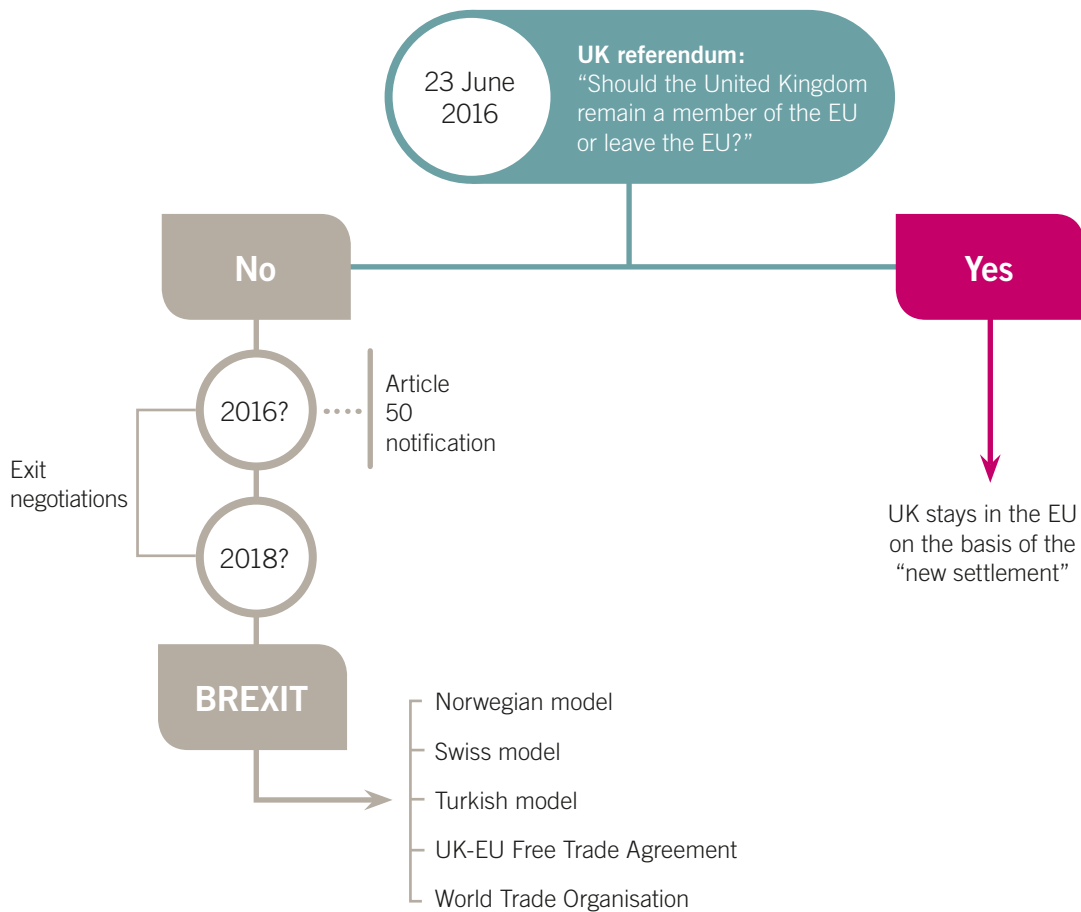 23 June
2016
UK referendum:
“Should the United Kingdom
remain a member of the EU
or leave the EU?”
No
Yes
2016?
Article
50
notification
Exit
negotiations
2018?
UK stays in the EU
on the basis of the
“new settlement”
BREXIT
Norwegian model
Swiss model
Turkish model
UK-EU Free Trade Agreement
World Trade Organisation